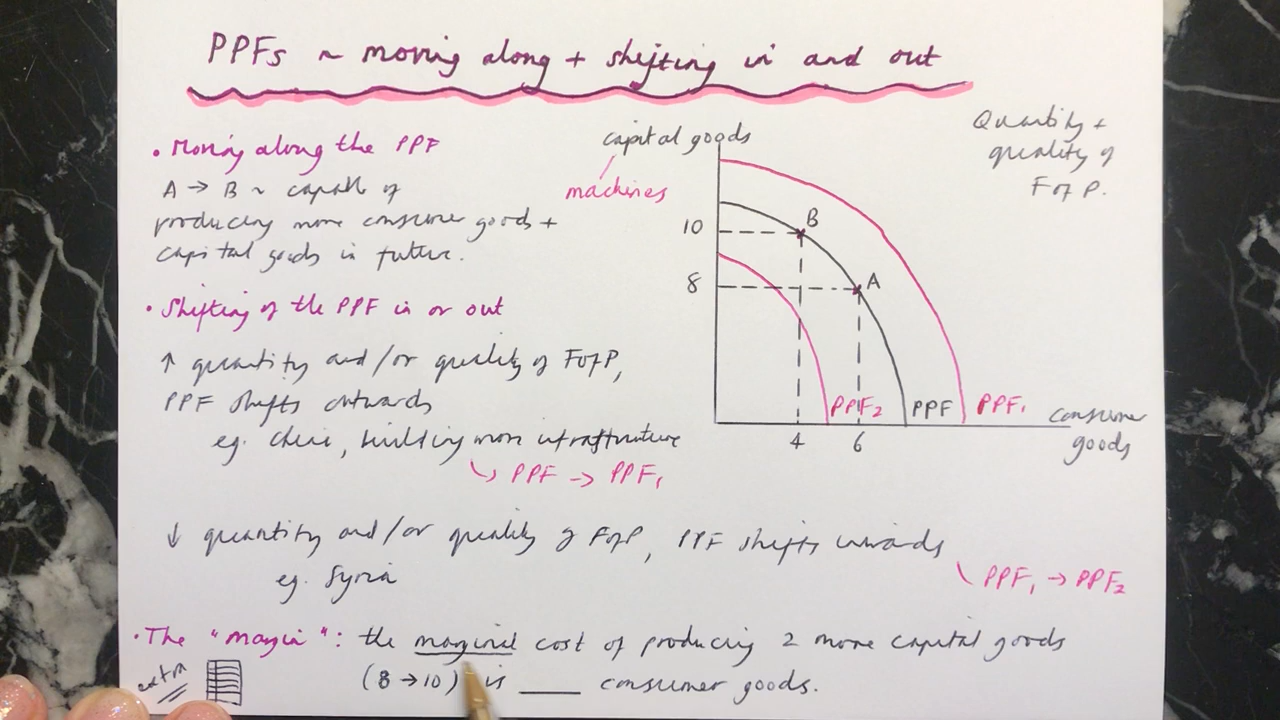 PPFs ~ moving along + shifting in and out
• Moving along the PPF
A → B ~ capable of
producing more consumer goods +
capital goods in future.
• Shifting of the PPF in or out
↑ quantity and/or quality of FofP,
PPF shifts outwards
eg. China, building more infrastructure
↳ PPF → PPF₁
↓ quantity and/or quality of FofP, PPF shifts inwards
eg. Syria
PPF₁ → PPF₂
• The "margin": the marginal cost of producing 2 more capital goods
(8 → 10) is ____ consumer goods.
extra
capital goods
machines
10
8
B
A
PPF₂
PPF
PPF₁
4
6
consumer
goods
Quantity +
quality of
FofP.